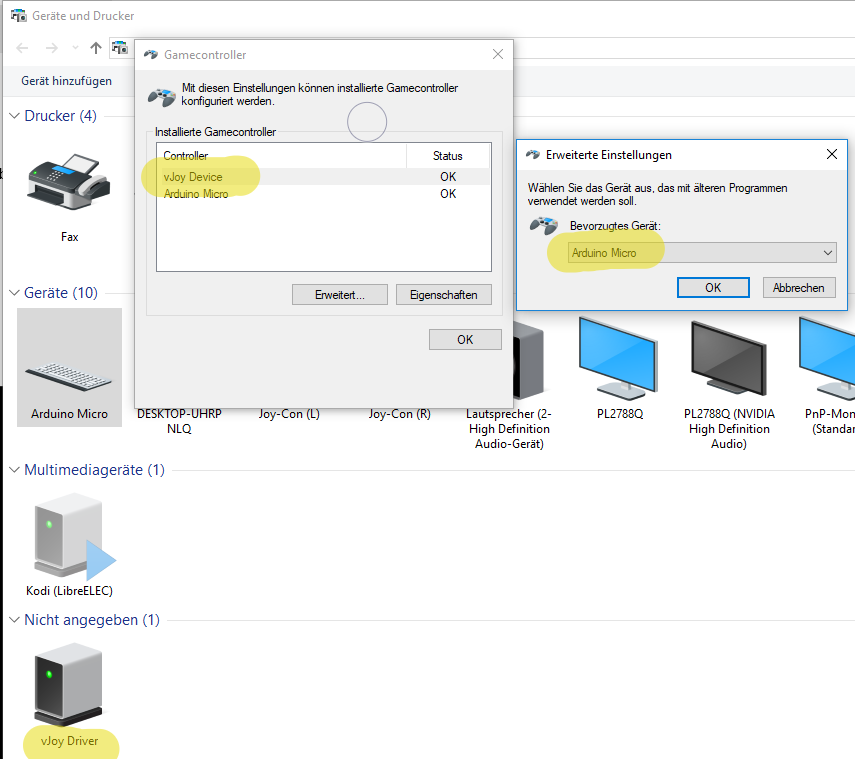 Geräte und Drucker
Gerät hinzufügen
Drucker (4)
Fax
Geräte (10)
Arduino Micro
DESKTOP-UHRP
NLQ
Joy-Con (L)
Joy-Con (R)
Lautsprecher (2-
High Definition
Audio-Gerät)
PL2788Q
PL2788Q (NVIDIA
High Definition
Audio)
PnP-Mon
(Standar
Multimediageräte (1)
Kodi (LibreELEC)
Nicht angegeben (1)
vJoy Driver
Gamecontroller
Mit diesen Einstellungen können installierte Gamecontroller
konfiguriert werden.
Installierte Gamecontroller
Controller Status
vJoy Device OK
Arduino Micro OK
Erweitert... Eigenschaften
OK
Erweiterte Einstellungen
Wählen Sie das Gerät aus, das mit älteren Programmen
verwendet werden soll.
Bevorzugtes Gerät:
Arduino Micro
OK Abbrechen